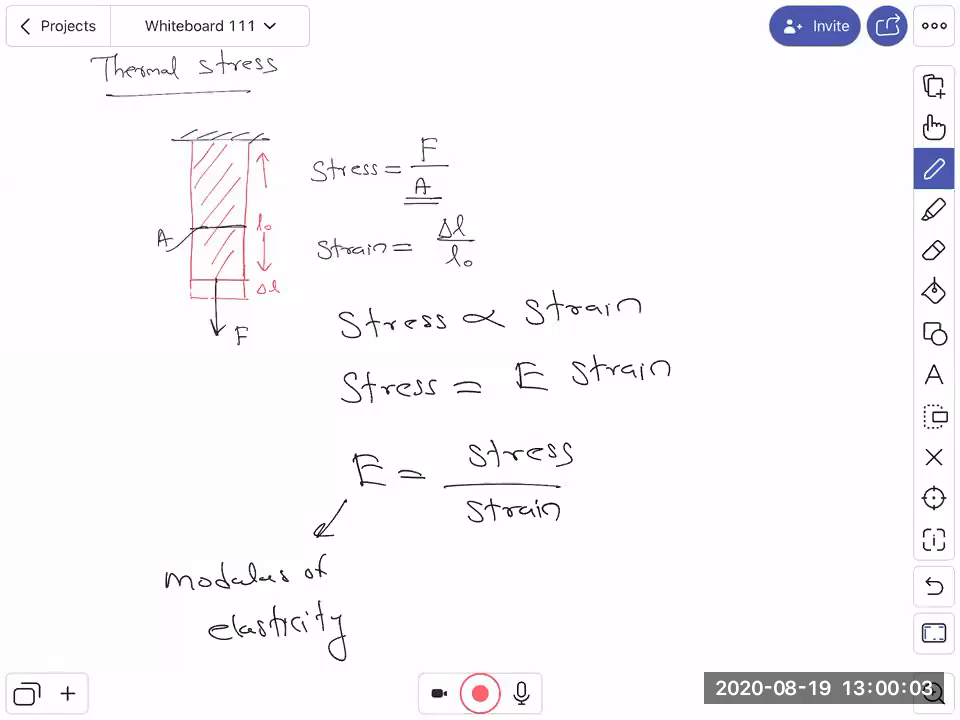 Projects
Whiteboard 111
Invite
Thermal stress
Stress = F
A
l₀
A
Strain = Δl
l₀
Δl
F
Stress ∝ Strain
Stress = E Strain
E = Stress
Strain
modulus of
elasticity
2020-08-19 13:00:03